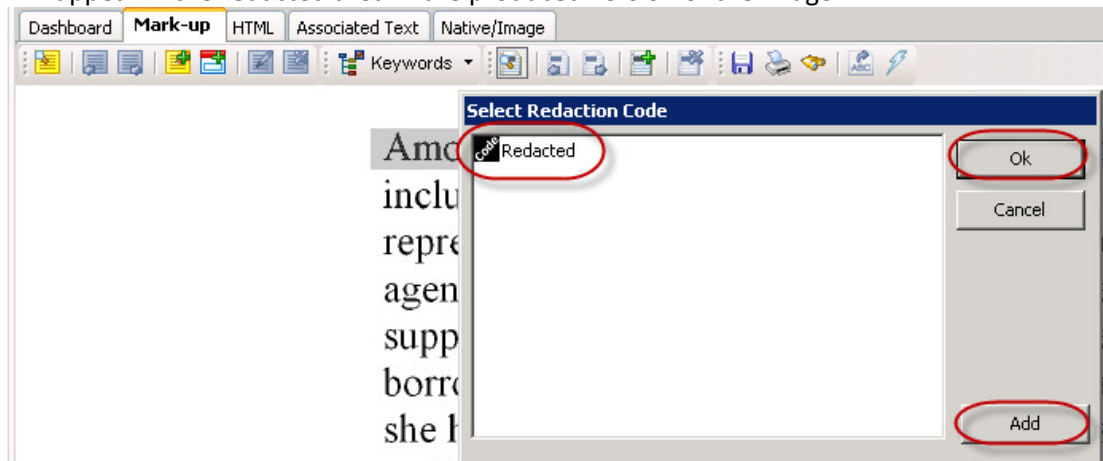 Dashboard Mark-up HTML Associated Text Native/Image
Keywords ABC
Select Redaction Code
Code Redacted
Ok
Cancel
Add
Amo
inclu
repre
agen
supp
borro
she h